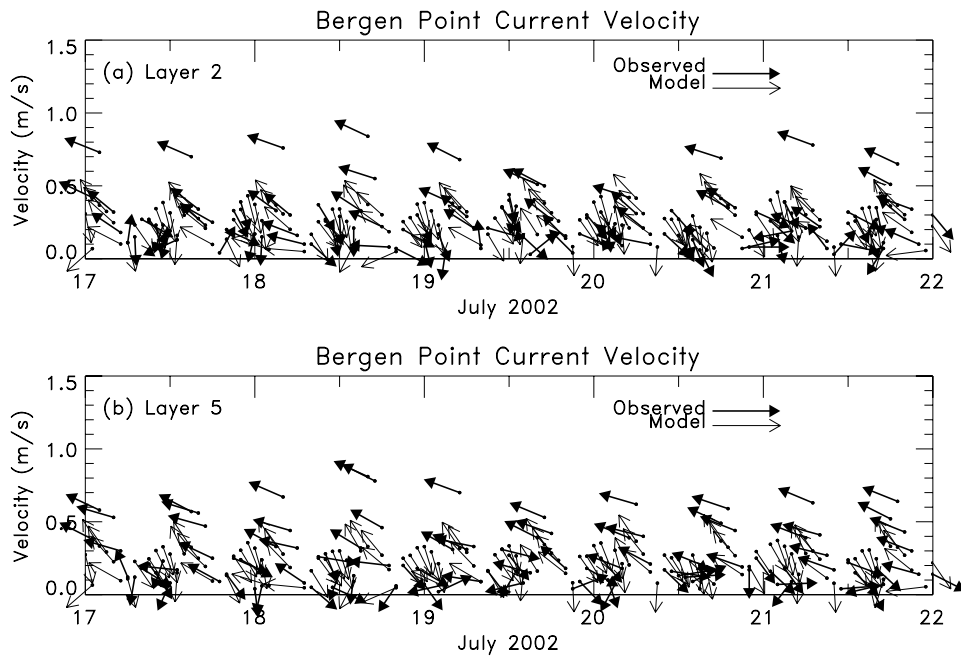 Bergen Point Current Velocity
1.5
(a) Layer 2
Observed
Model
1.0
Velocity (m/s)
0.5
0.0
17 18 19 20 21 22
July 2002
Bergen Point Current Velocity
1.5
(b) Layer 5
Observed
Model
1.0
Velocity (m/s)
0.5
0.0
17 18 19 20 21 22
July 2002